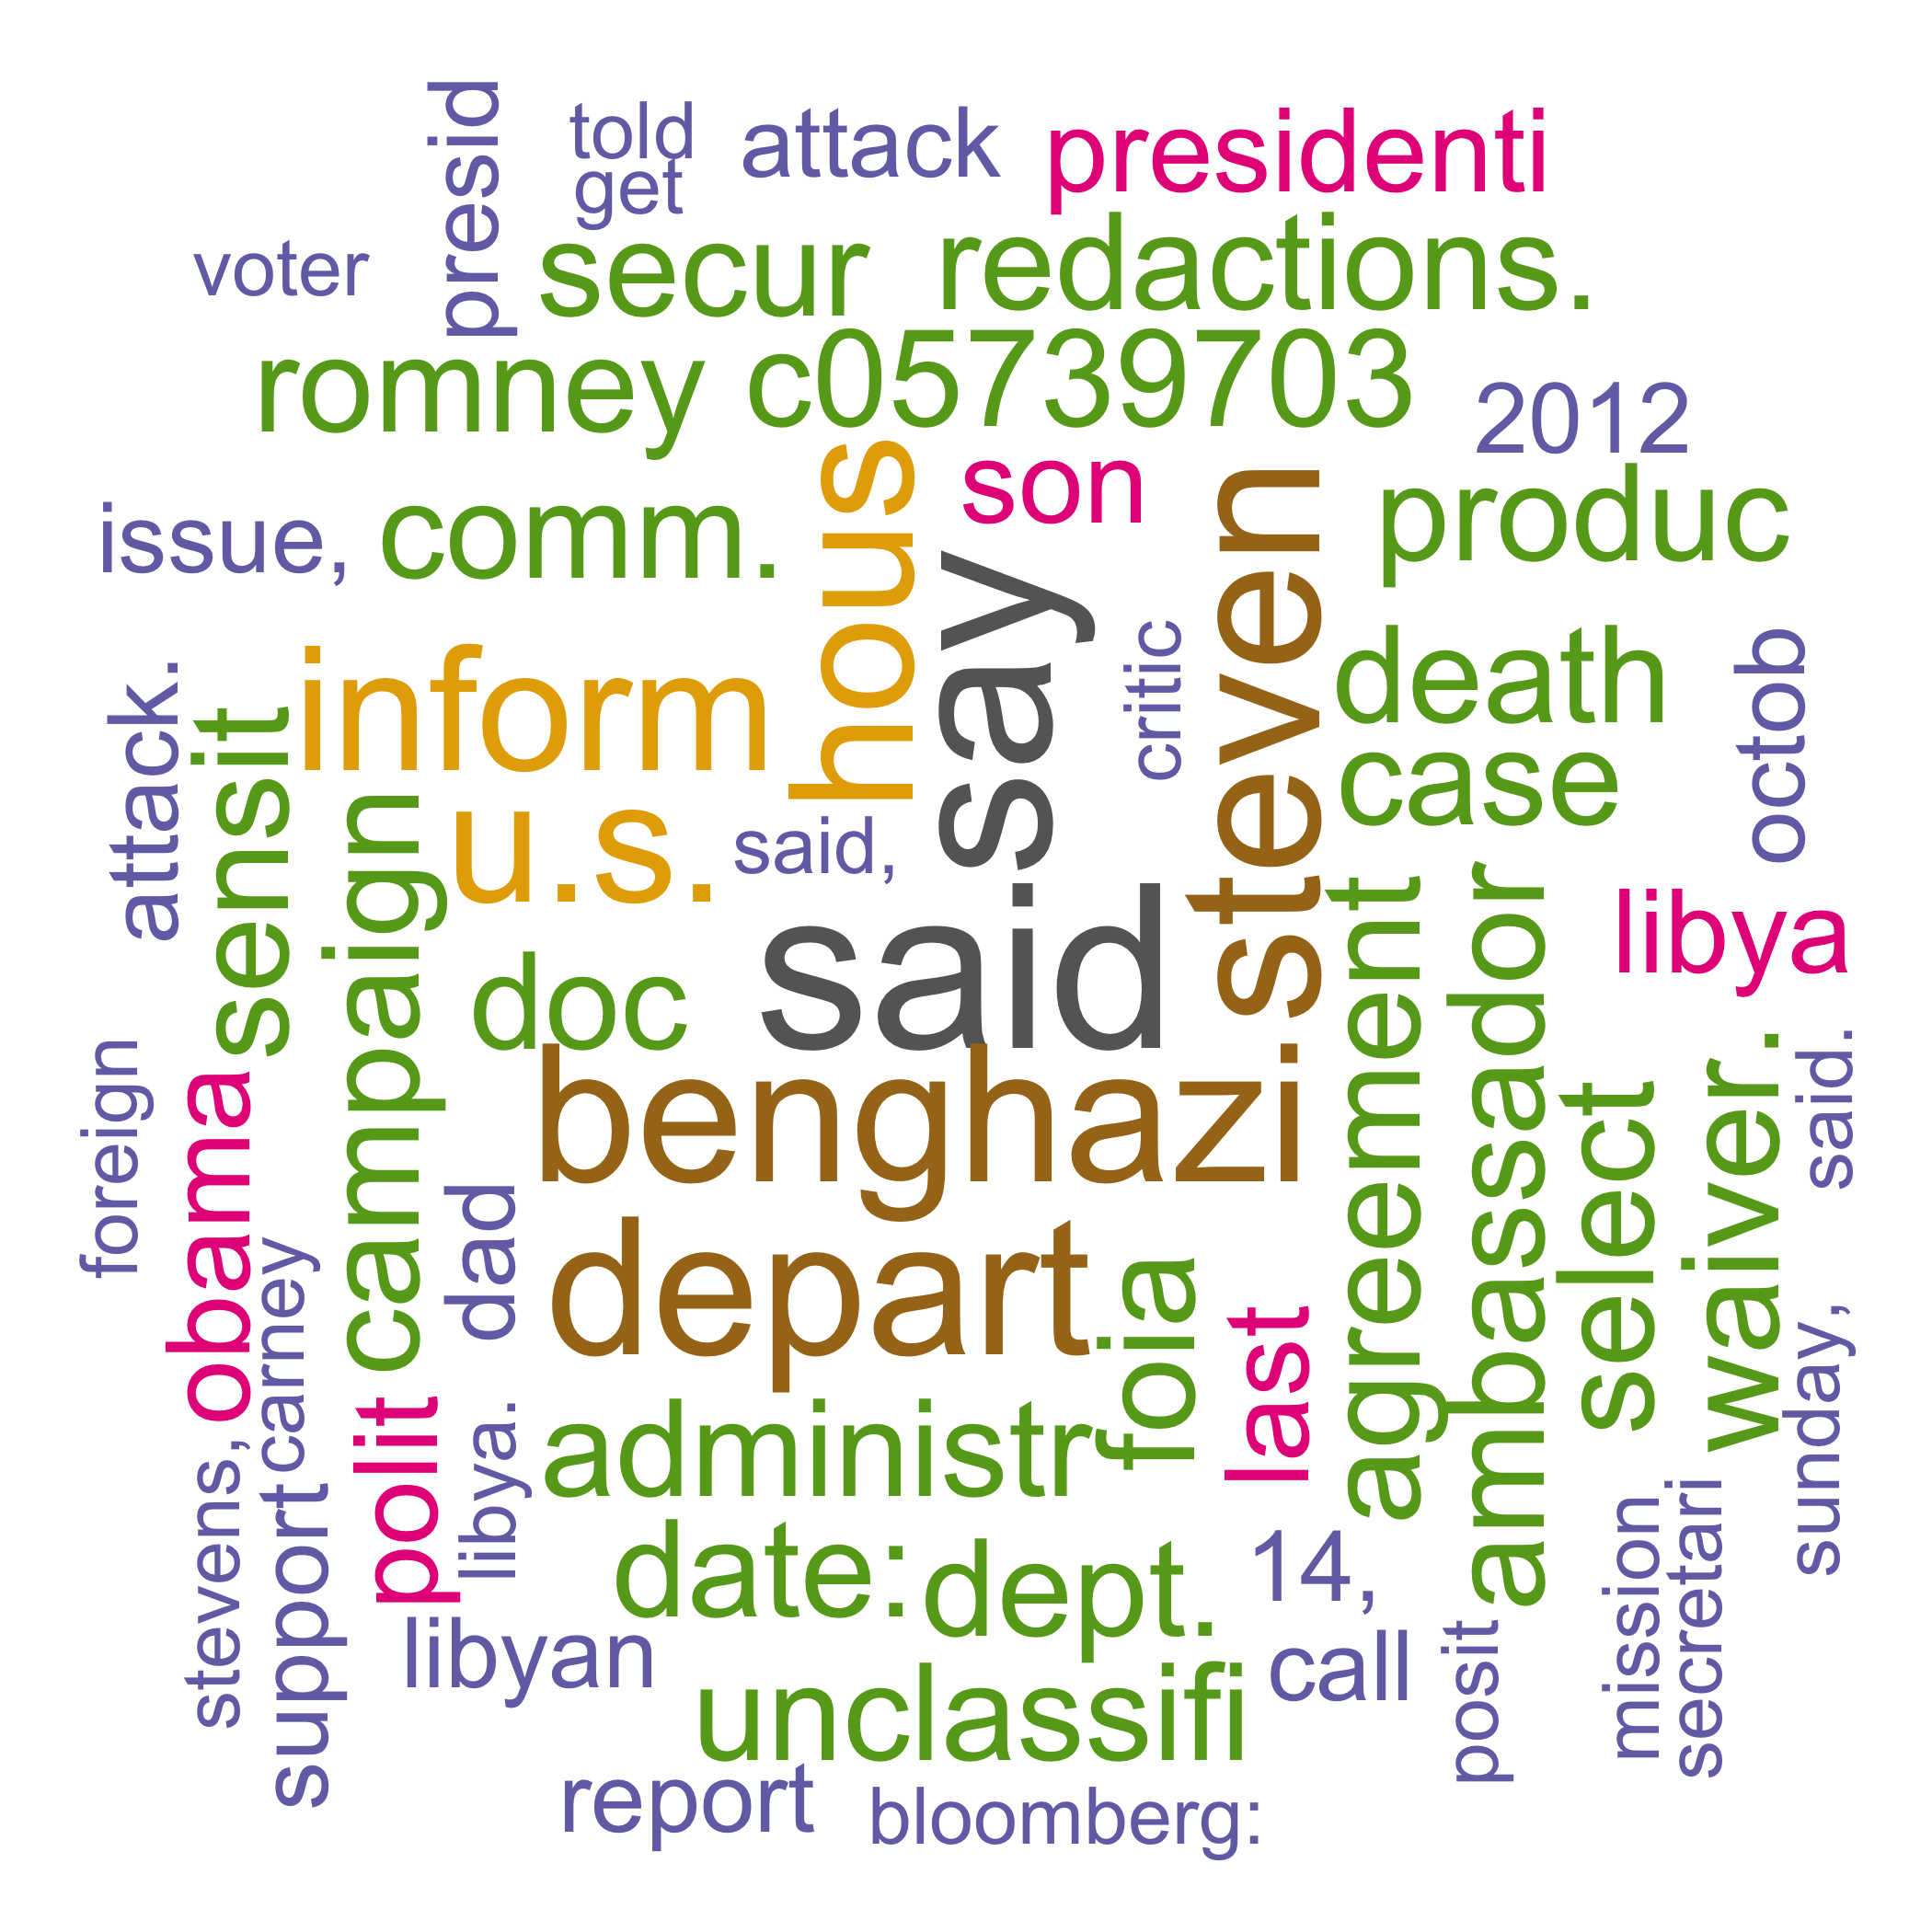 presid
told
attack
presidenti
get
voter
secur
redactions.
romney
c05739703
2012
hous
son
steven
produc
issue,
comm.
say
critic
death
octob
attack.
sensit
inform
case
campaign
u.s.
said,
libya
doc
said
agreement
ambassador
waiver.
said.
foreign
obama
benghazi
select
dad
carney
depart
foia
last
sunday,
stevens,
support
polit
libya.
administr
date:
dept.
14,
mission
secretari
libyan
unclassifi
call
posit
report
bloomberg: